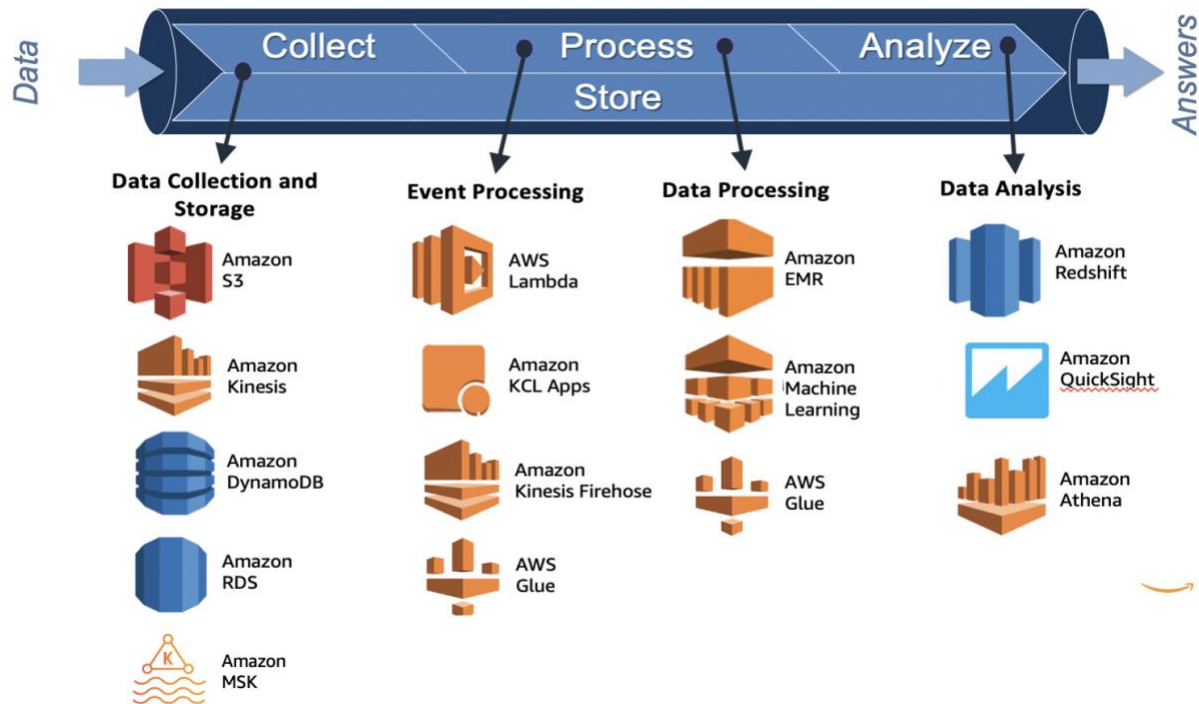 Data
Collect
Process
Analyze
Store
Answers
Data Collection and
Storage
Amazon
S3
Amazon
Kinesis
Amazon
DynamoDB
Amazon
RDS
K
Amazon
MSK
Event Processing
AWS
Lambda
Amazon
KCL Apps
Amazon
Kinesis Firehose
AWS
Glue
Data Processing
Amazon
EMR
Amazon
Machine
Learning
AWS
Glue
Data Analysis
Amazon
Redshift
Amazon
QuickSight
Amazon
Athena